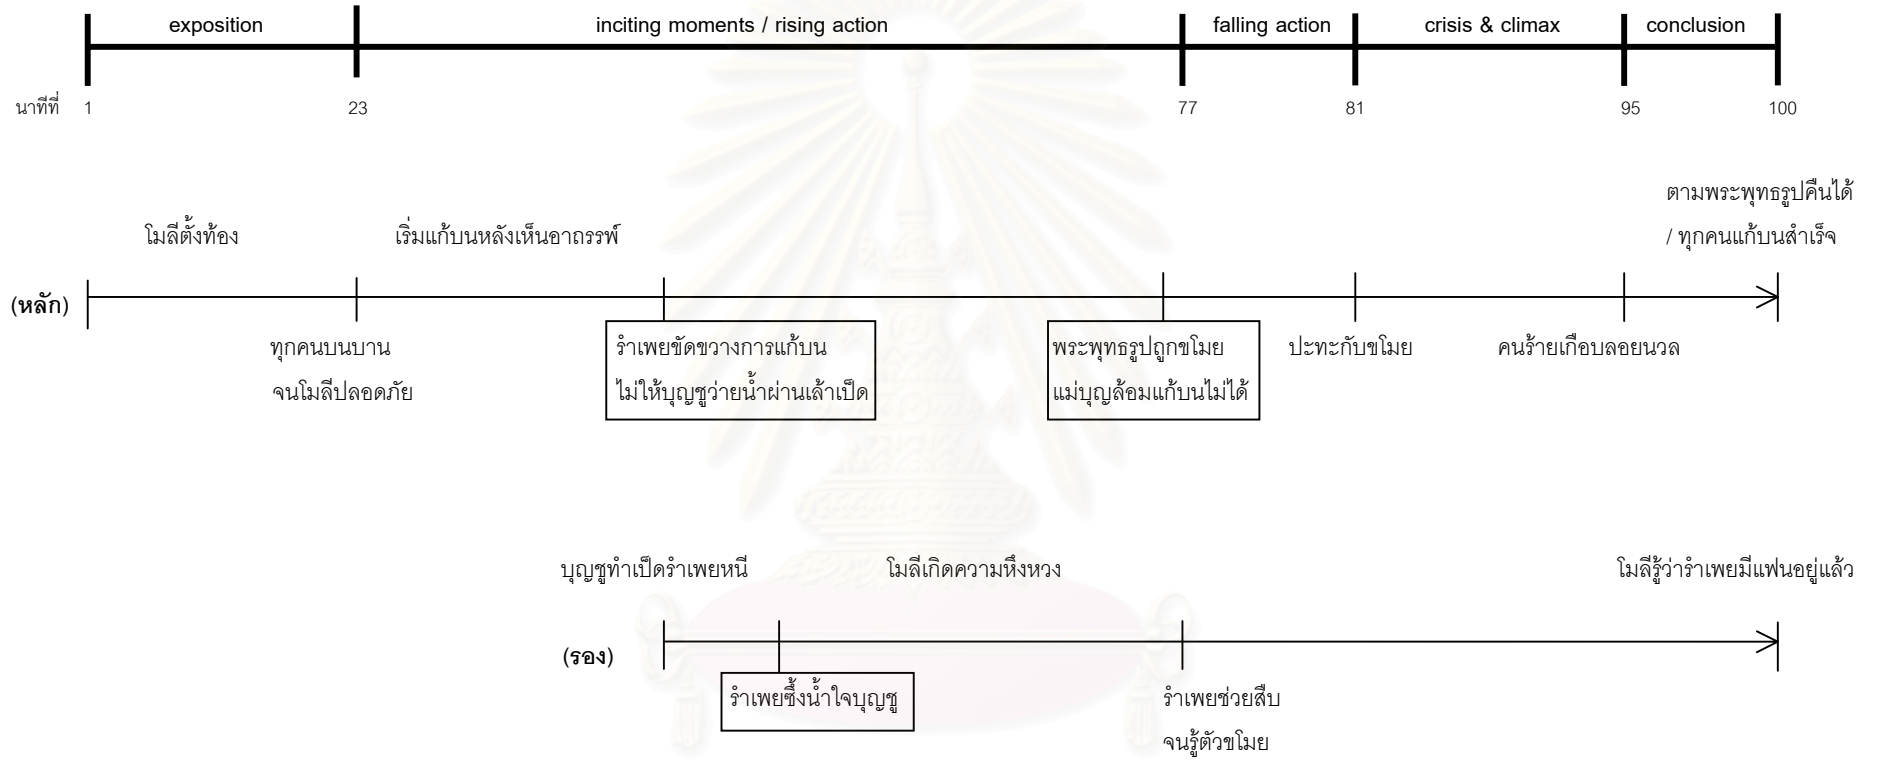 exposition
inciting moments / rising action
falling action
crisis & climax
conclusion
นาทีที่ 1 23 77 81 95 100
ตามพระพุทธรูปคืนได้
/ ทุกคนแก้บนสำเร็จ
โมลีตั้งท้อง
เริ่มแก้บนหลังเห็นอาถรรพ์
(หลัก)
ทุกคนบนบาน
จนโมลีปลอดภัย
รำเพยขัดขวางการแก้บน
ไม่ให้บุญชูว่ายน้ำผ่านเล้าเป็ด
พระพุทธรูปถูกขโมย
แม่บุญล้อมแก้บนไม่ได้
ปะทะกับขโมย
คนร้ายเกือบลอยนวล
บุญชูทำเป็ดรำเพยหนี
โมลีเกิดความหึงหวง
โมลีรู้ว่ารำเพยมีแฟนอยู่แล้ว
(รอง)
รำเพยซึ้งน้ำใจบุญชู
รำเพยช่วยสืบ
จนรู้ตัวขโมย